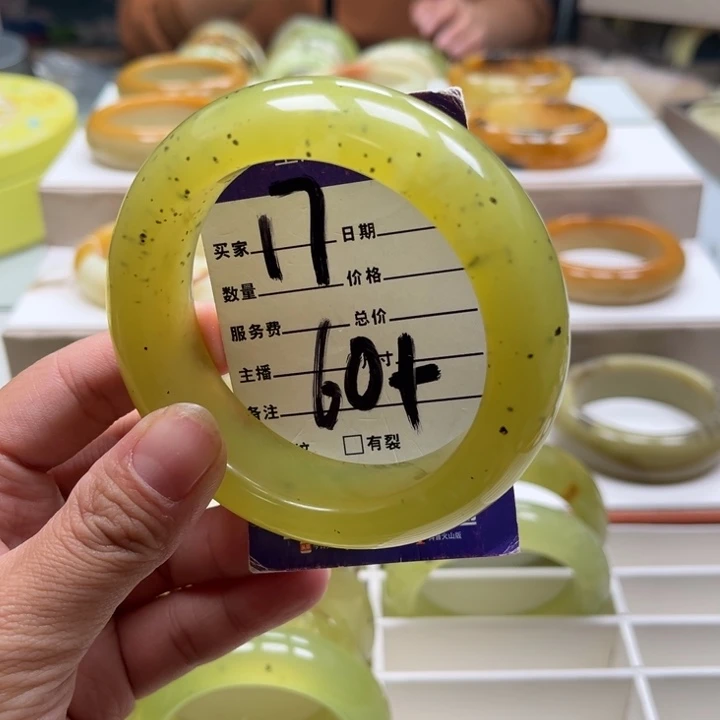 17
买家 日期
数量 价格
服务费 总价
主播 寸
60+
备注
有裂